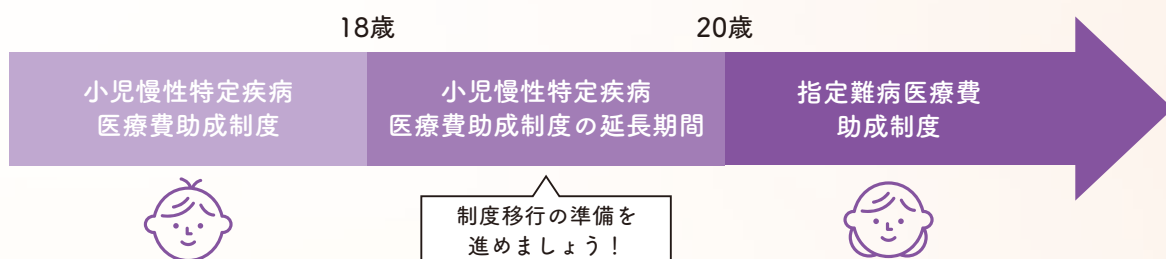 18歳
20歳
小児慢性特定疾病
医療費助成制度
小児慢性特定疾病
医療費助成制度の延長期間
指定難病医療費
助成制度
制度移行の準備を
進めましょう！